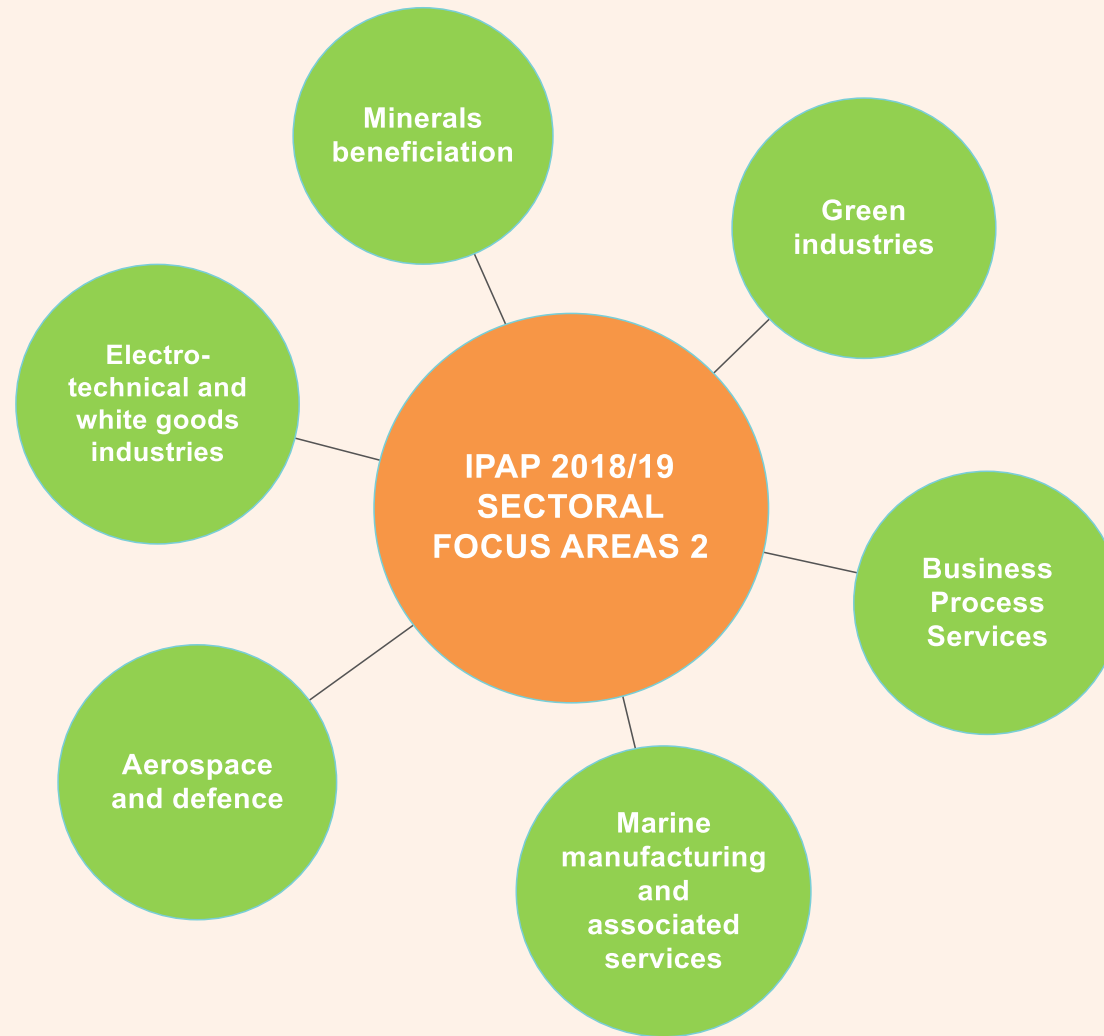 Minerals
beneficiation
Green
industries
Electro-
technical and
white goods
industries
IPAP 2018/19
SECTORAL
FOCUS AREAS 2
Business
Process
Services
Aerospace
and defence
Marine
manufacturing
and
associated
services